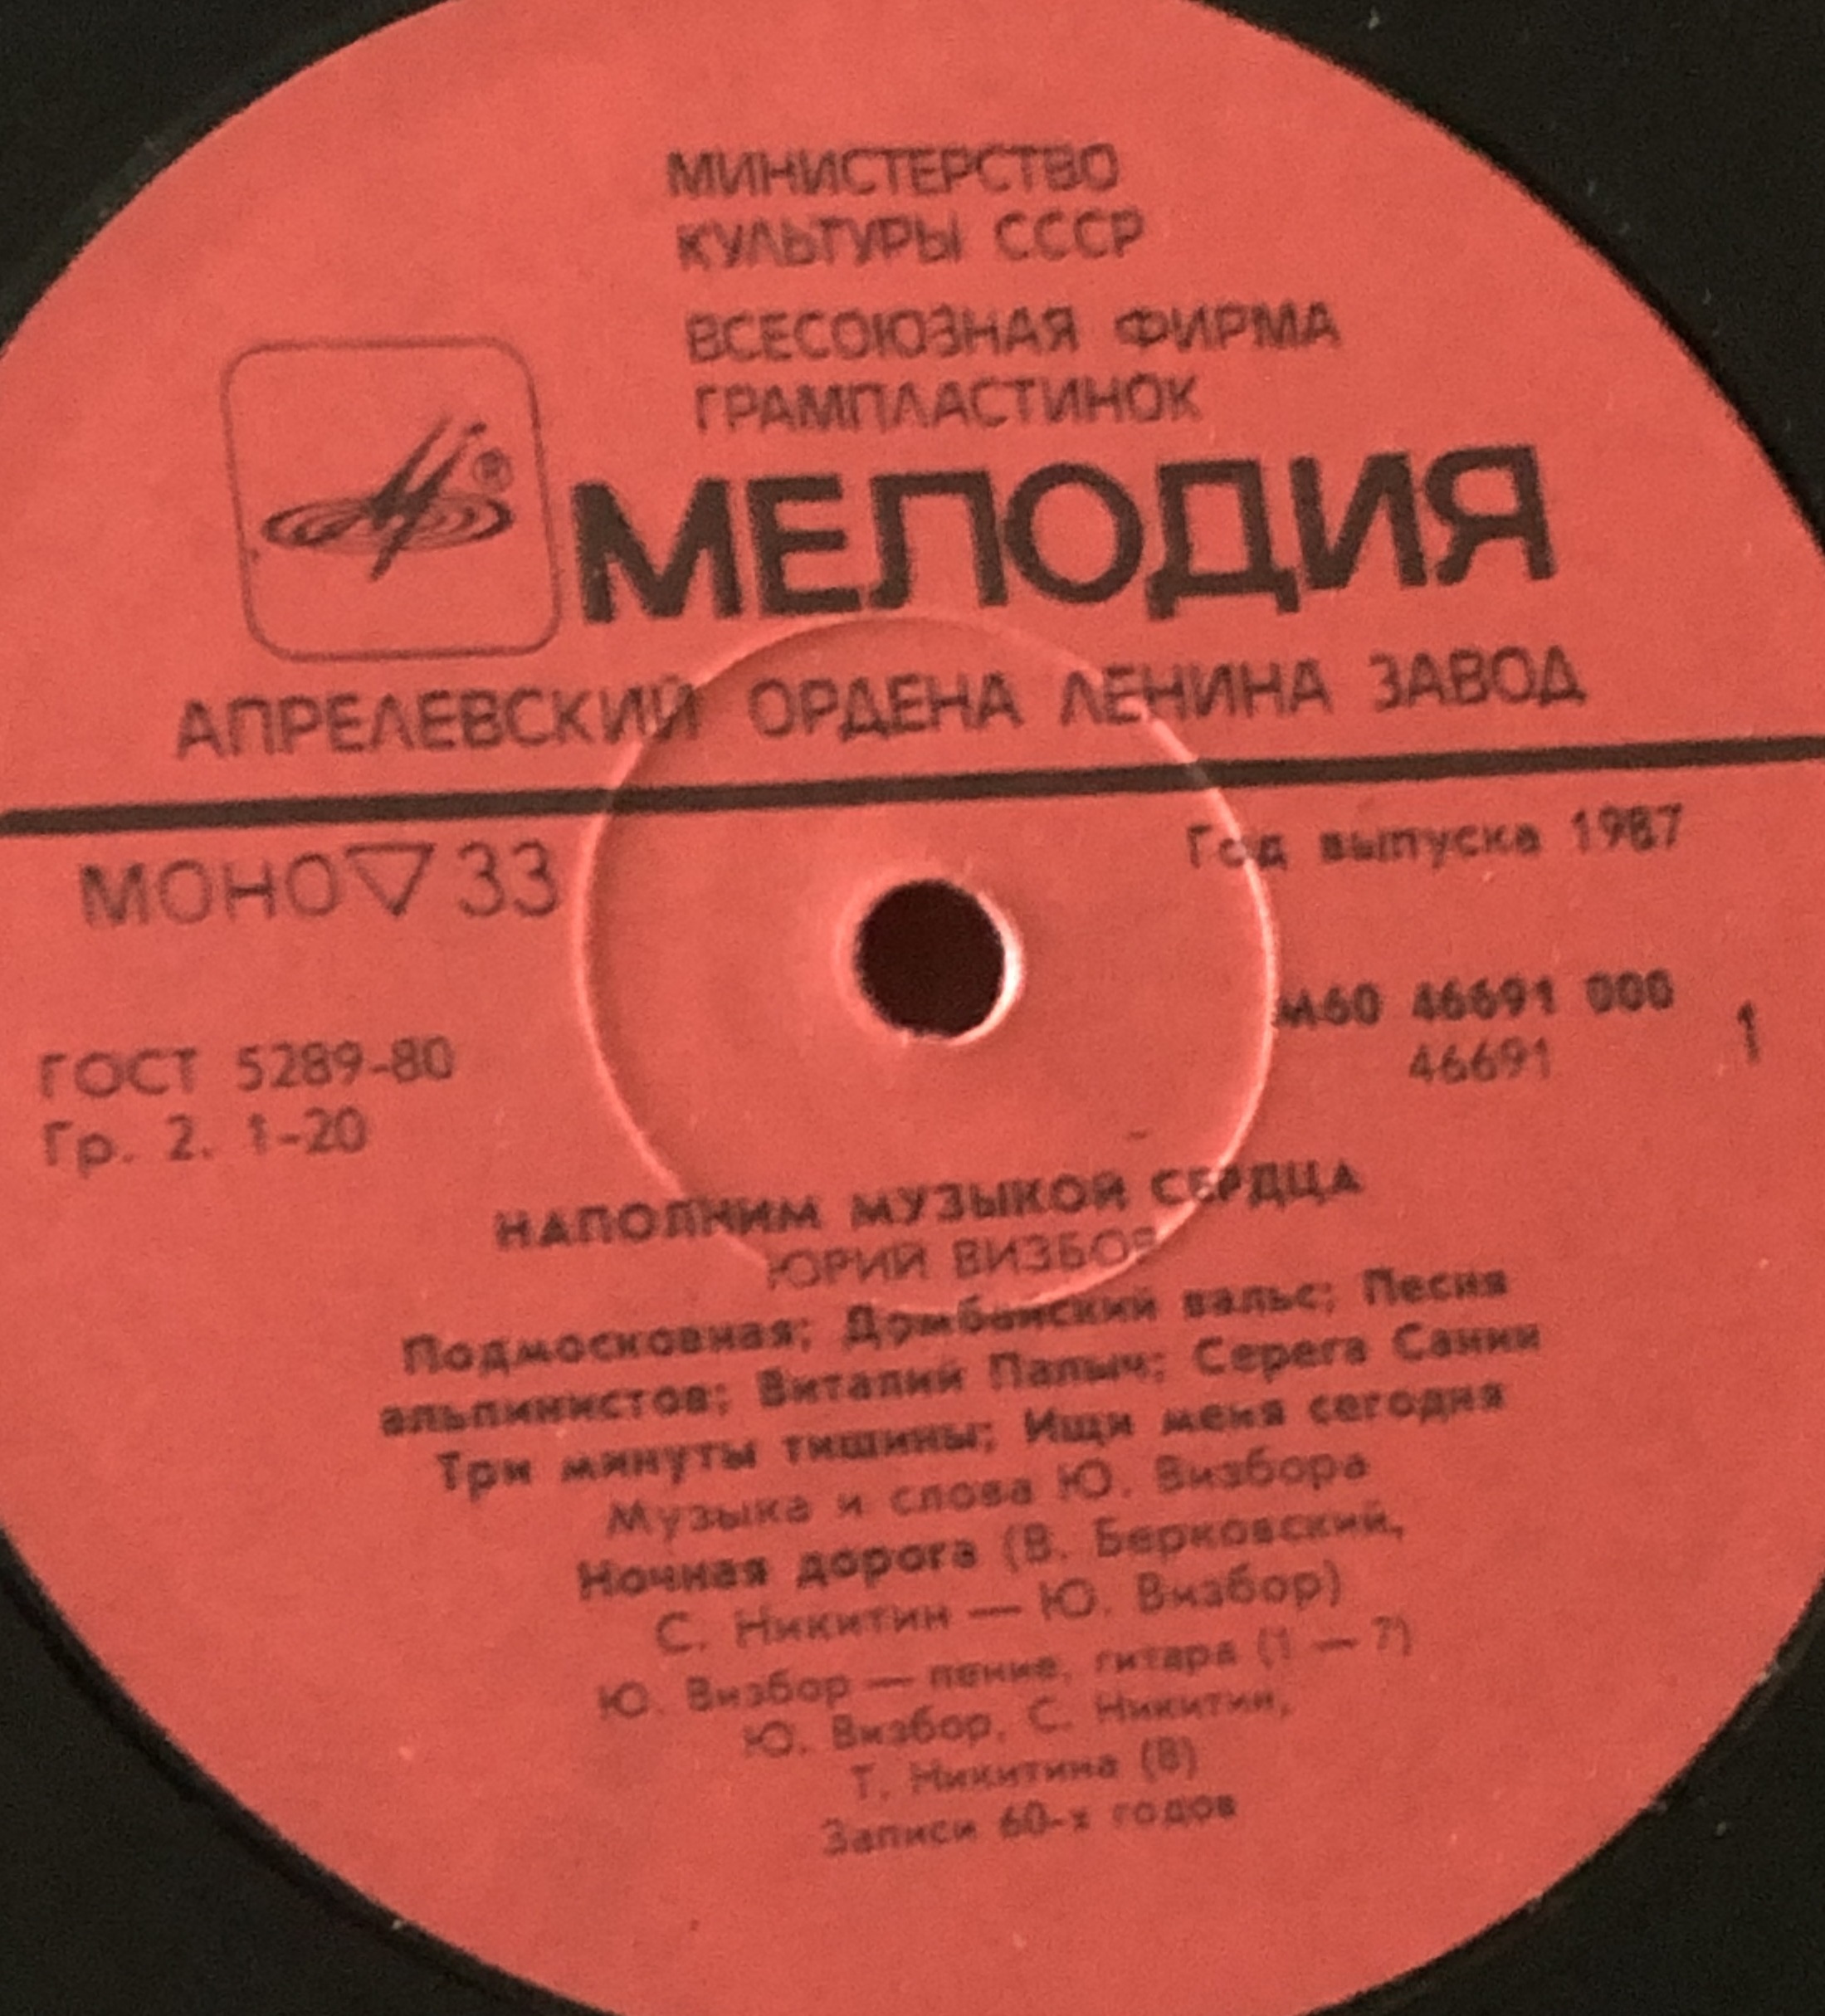 МИНИСТЕРСТВО
КУЛЬТУРЫ СССР
ВСЕСОЮЗНАЯ ФИРМА
ГРАМПЛАСТИНОК
®
МЕЛОДИЯ
АПРЕЛЕВСКИЙ ОРДЕНА ЛЕНИНА ЗАВОД
МОНО ▽ 33
Год выпуска 1987
М60 46691 000
46691
1
ГОСТ 5289-80
Гр. 2. 1-20
НАПОЛНИМ МУЗЫКОЙ СЕРДЦА
ЮРИЙ ВИЗБОР
Подмосковная; Домбайский вальс; Песня
альпинистов; Виталий Палыч; Серега Санин
Три минуты тишины; Ищи меня сегодня
Музыка и слова Ю. Визбора
Ночная дорога (В. Берковский,
С. Никитин — Ю. Визбор)
Ю. Визбор — пение, гитара (1 — 7)
Ю. Визбор, С. Никитин,
Т. Никитина (8)
Записи 60-х годов